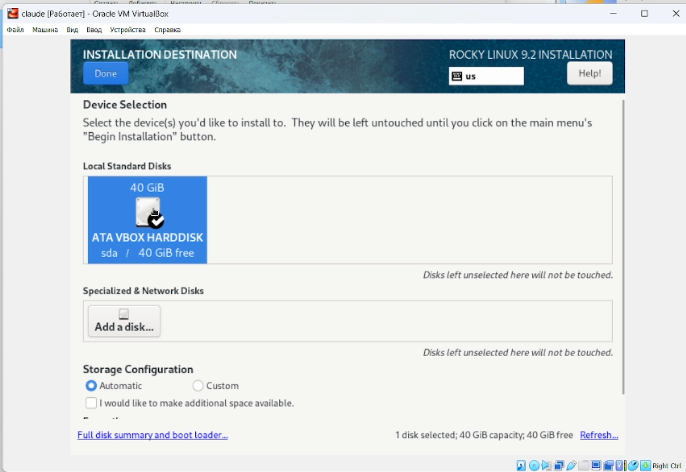 claude [Работает] - Oracle VM VirtualBox
Файл Машина Вид Ввод Устройства Справка
INSTALLATION DESTINATION
ROCKY LINUX 9.2 INSTALLATION
Done
us
Help!
Device Selection
Select the device(s) you'd like to install to. They will be left untouched until you click on the main menu's
"Begin Installation" button.
Local Standard Disks
40 GiB
ATA VBOX HARDDISK
sda / 40 GiB free
Disks left unselected here will not be touched.
Specialized & Network Disks
Add a disk...
Disks left unselected here will not be touched.
Storage Configuration
Automatic Custom
I would like to make additional space available.
Full disk summary and boot loader...
1 disk selected; 40 GiB capacity; 40 GiB free Refresh...
Right Ctrl